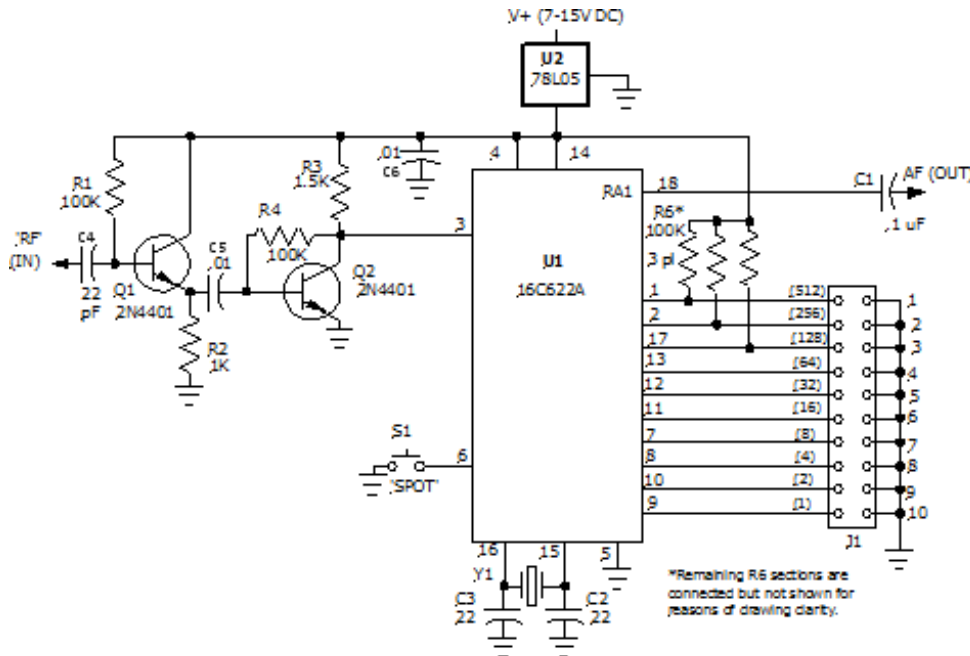 V+ (7-15V DC)
U2
78L05
.01
C6
4
14
R1
100K
R3
1.5K
R4
100K
3
RA1
18
C1
AF (OUT)
.1 uF
R6*
100K
3 pl
'RF'
(IN)
C4
22
pF
Q1
2N4401
C5
.01
Q2
2N4401
R2
1K
U1
16C622A
1
(512)
1
2
(256)
2
17
(128)
3
13
(64)
4
12
(32)
5
11
(16)
6
7
(8)
7
8
(4)
8
10
(2)
9
9
(1)
10
J1
S1
'SPOT'
6
16
15
5
Y1
C3
22
C2
22
*Remaining R6 sections are
connected but not shown for
reasons of drawing clarity.